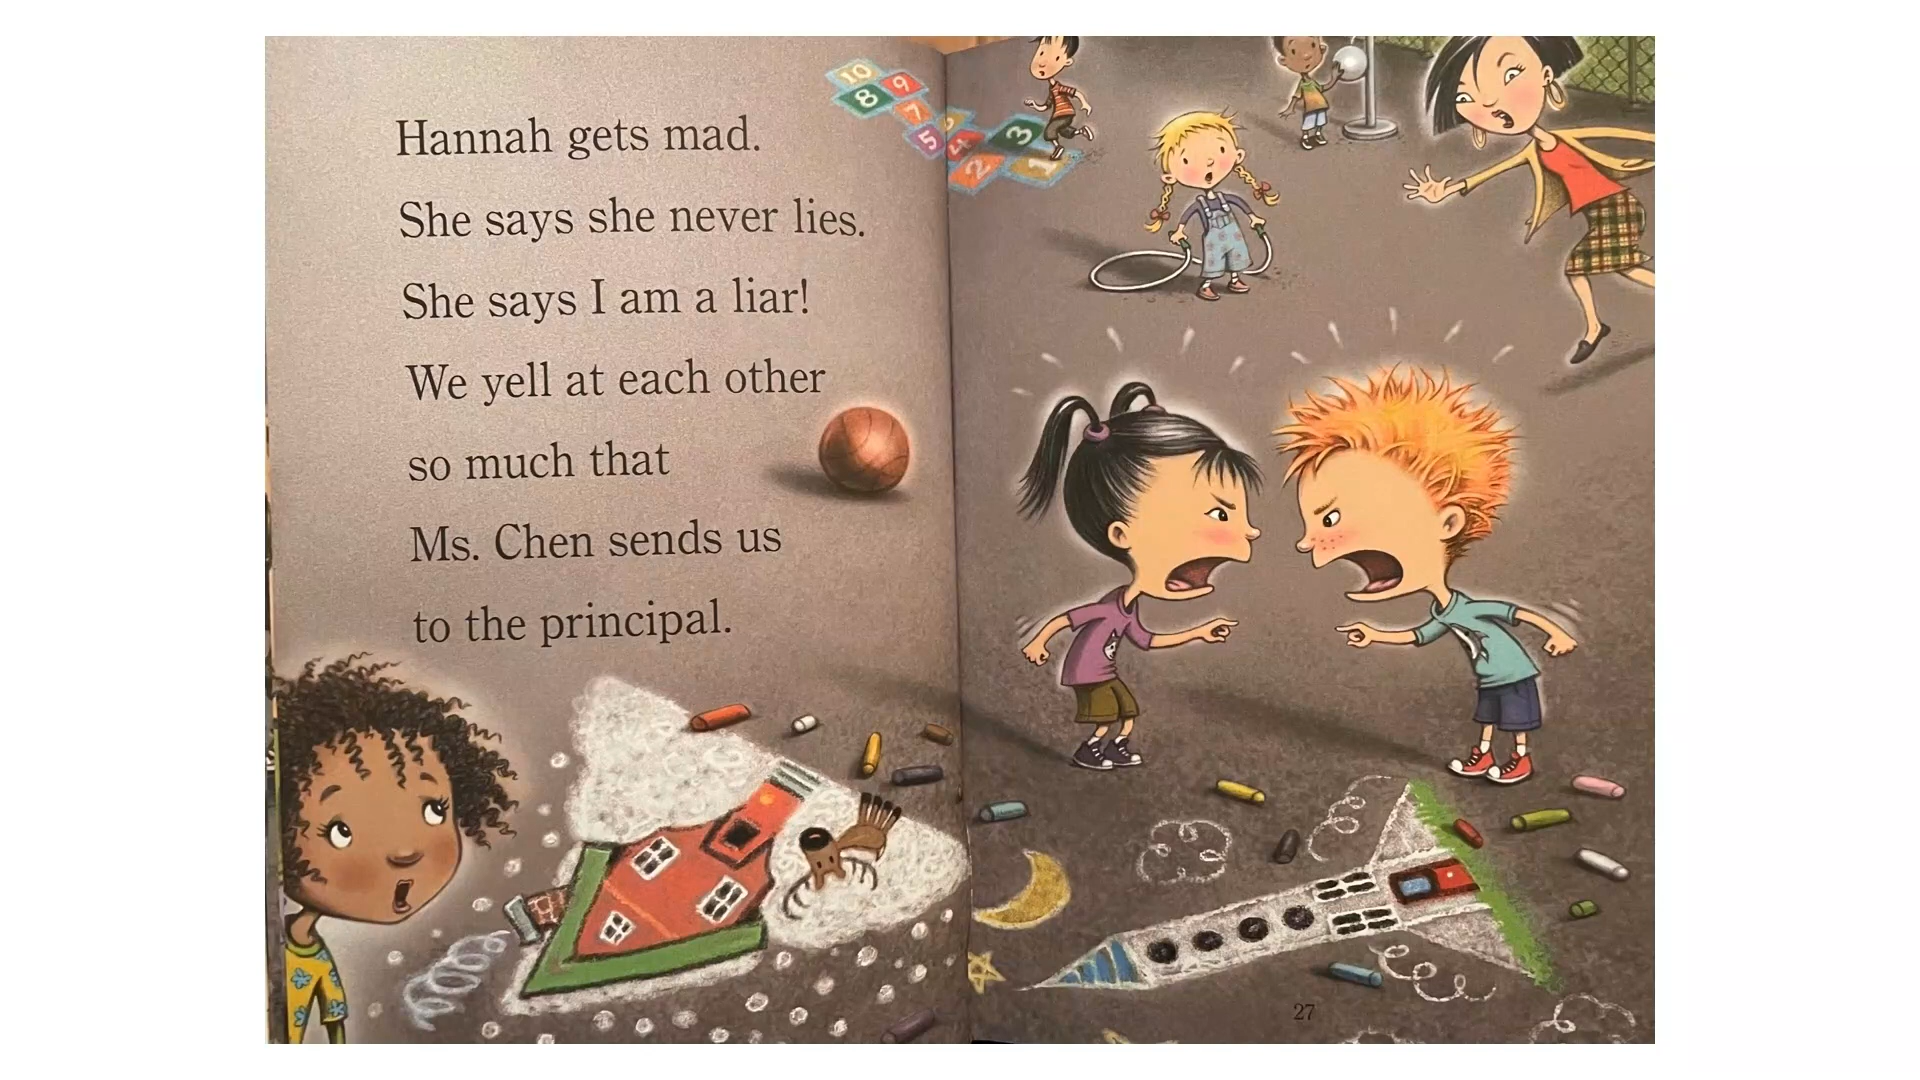 Hannah gets mad.
She says she never lies.
She says I am a liar!
We yell at each other
so much that
Ms. Chen sends us
to the principal.
10
9
8
7
5
4
3
2
1
27